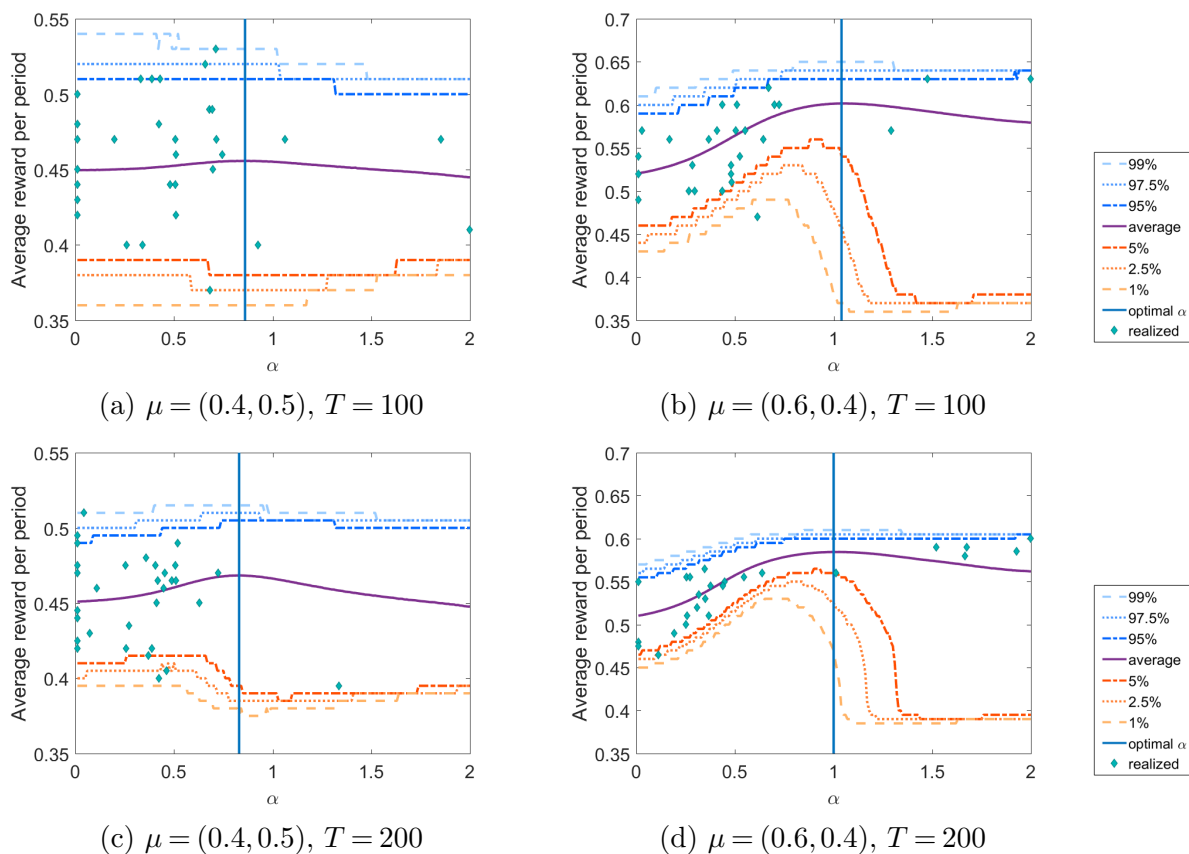 0.55
0.5
0.45
0.4
0.35
Average reward per period
0 0.5 1 1.5 2
α
(a) μ = (0.4, 0.5), T = 100
0.7
0.65
0.6
0.55
0.5
0.45
0.4
0.35
Average reward per period
0 0.5 1 1.5 2
α
(b) μ = (0.6, 0.4), T = 100
99%
97.5%
95%
average
5%
2.5%
1%
optimal α
realized
0.55
0.5
0.45
0.4
0.35
Average reward per period
0 0.5 1 1.5 2
α
(c) μ = (0.4, 0.5), T = 200
0.7
0.65
0.6
0.55
0.5
0.45
0.4
0.35
Average reward per period
0 0.5 1 1.5 2
α
(d) μ = (0.6, 0.4), T = 200
99%
97.5%
95%
average
5%
2.5%
1%
optimal α
realized